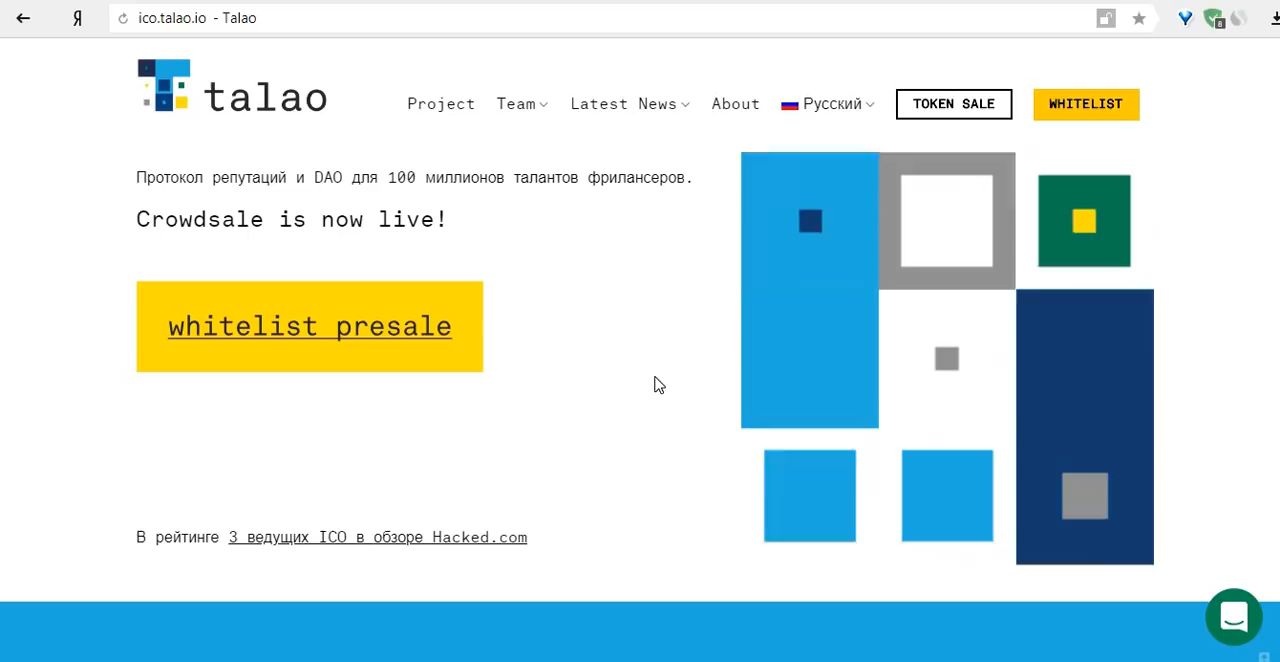 Я
ico.talao.io - Talao
8
talao
Project Team Latest News About Русский TOKEN SALE WHITELIST
Протокол репутаций и DAO для 100 миллионов талантов фрилансеров.
Crowdsale is now live!
whitelist presale
В рейтинге 3 ведущих ICO в обзоре Hacked.com